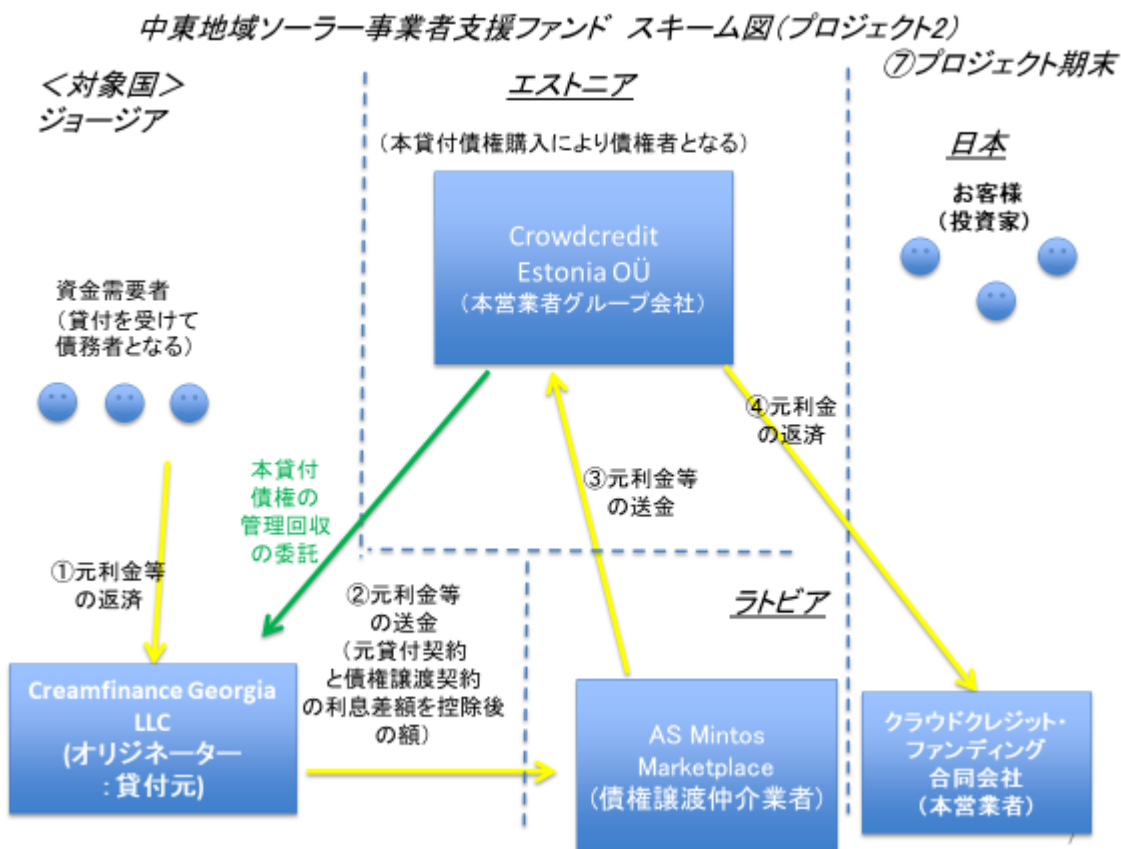 中東地域ソーラー事業者支援ファンド スキーム図(プロジェクト2)
⑦プロジェクト期末
＜対象国＞
ジョージア
エストニア
（本貸付債権購入により債権者となる）
日本
お客様
（投資家）
Crowdcredit
Estonia OÜ
（本営業者グループ会社）
資金需要者
（貸付を受けて
債務者となる）
④元利金
の返済
本貸付
債権の
管理回収
の委託
③元利金等
の送金
①元利金等
の返済
②元利金等
の送金
（元貸付契約
と債権譲渡契約
の利息差額を控除後
の額）
ラトビア
Creamfinance Georgia
LLC
(オリジネーター
：貸付元)
AS Mintos
Marketplace
（債権譲渡仲介業者）
クラウドクレジット・
ファンディング
合同会社
（本営業者）